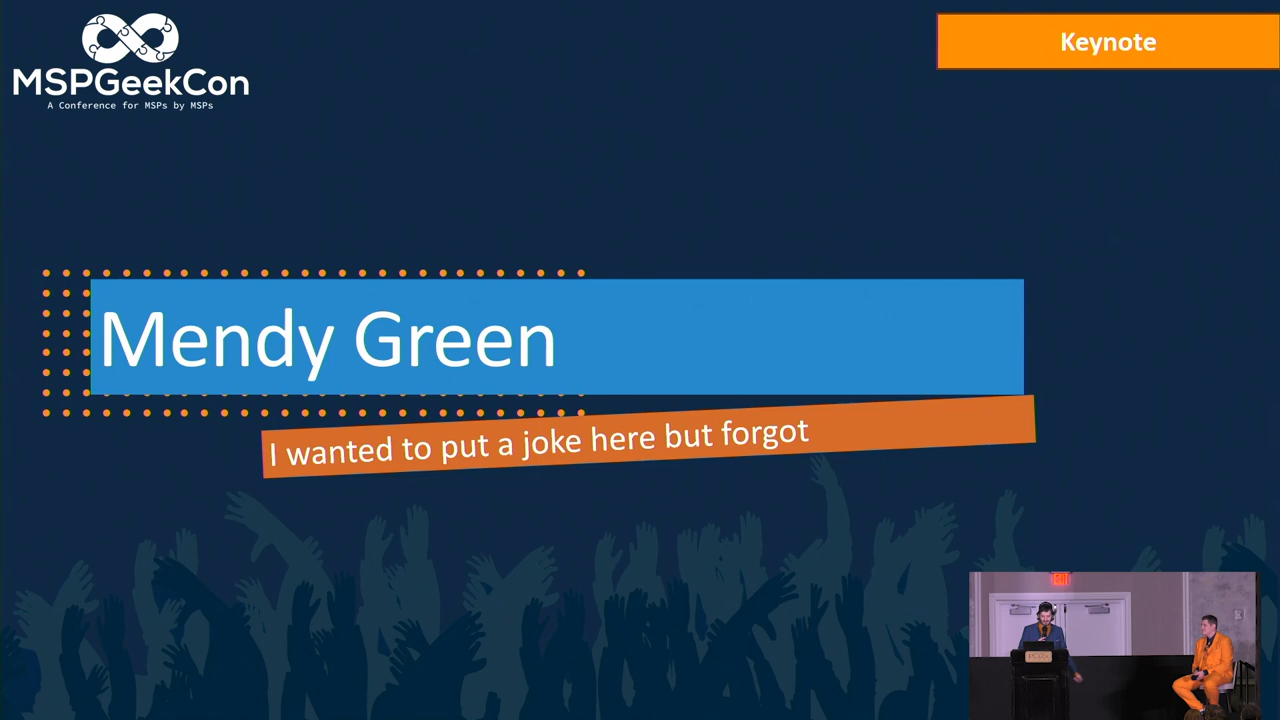 MSPGeekCon
A Conference for MSPs by MSPs
Keynote
Mendy Green
I wanted to put a joke here but forgot